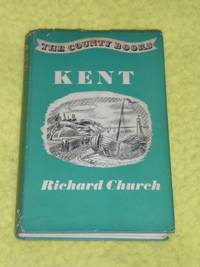 THE COUNTY BOOKS
KENT
Richard Church